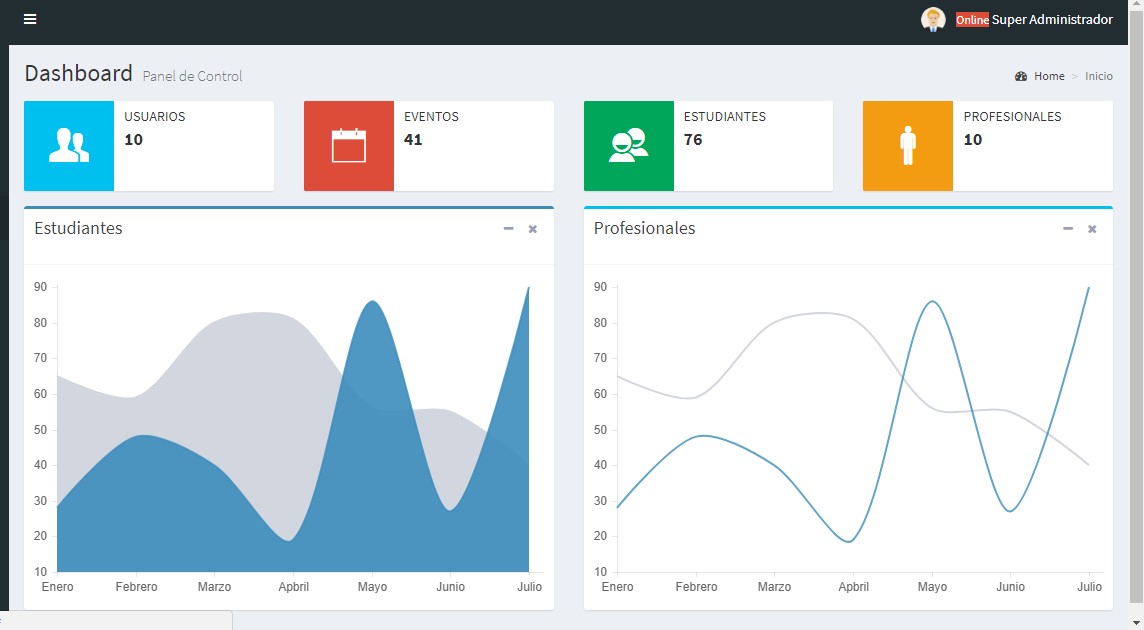 Online Super Administrador
Dashboard Panel de Control
Home > Inicio
USUARIOS
10
EVENTOS
41
ESTUDIANTES
76
PROFESIONALES
10
Estudiantes
90
80
70
60
50
40
30
20
10
Enero Febrero Marzo Apbril Mayo Junio Julio
Profesionales
90
80
70
60
50
40
30
20
10
Enero Febrero Marzo Apbril Mayo Junio Julio